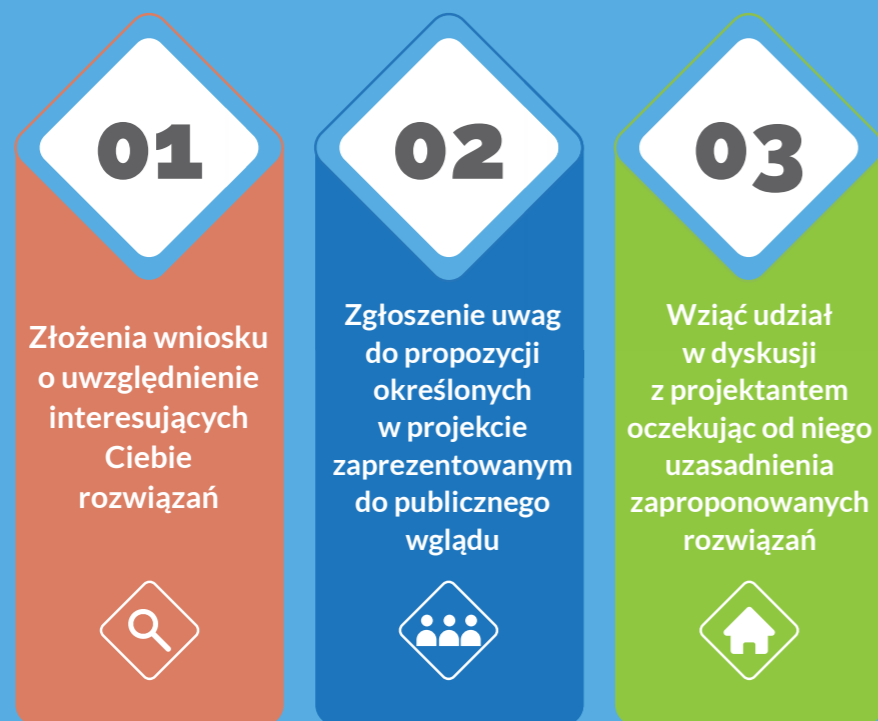 01
Złożenia wniosku
o uwzględnienie
interesujących
Ciebie
rozwiązań
02
Zgłoszenie uwag
do propozycji
określonych
w projekcie
zaprezentowanym
do publicznego
wglądu
03
Wziąć udział
w dyskusji
z projektantem
oczekując od niego
uzasadnienia
zaproponowanych
rozwiązań